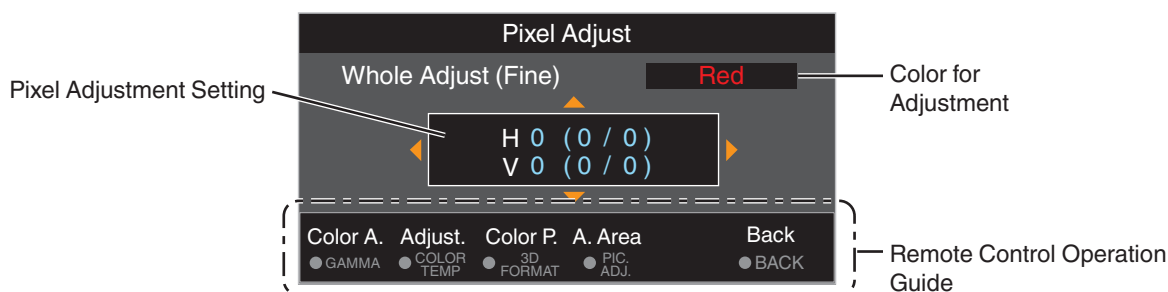 Pixel Adjust
Whole Adjust (Fine) Red
Pixel Adjustment Setting
Color for
Adjustment
H 0 (0 / 0)
V 0 (0 / 0)
Color A. Adjust. Color P. A. Area Back
GAMMA COLOR TEMP 3D FORMAT PIC. ADJ. BACK
Remote Control Operation
Guide